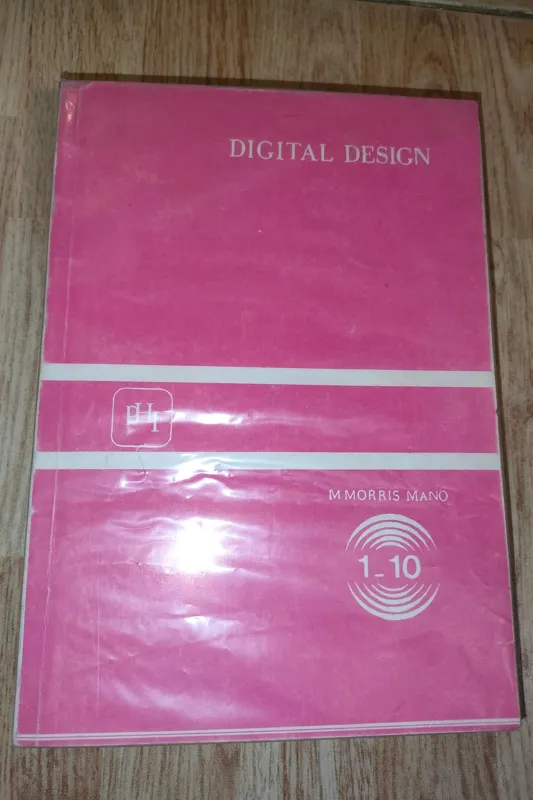 DIGITAL DESIGN
PHI
M MORRIS MANO
1-10